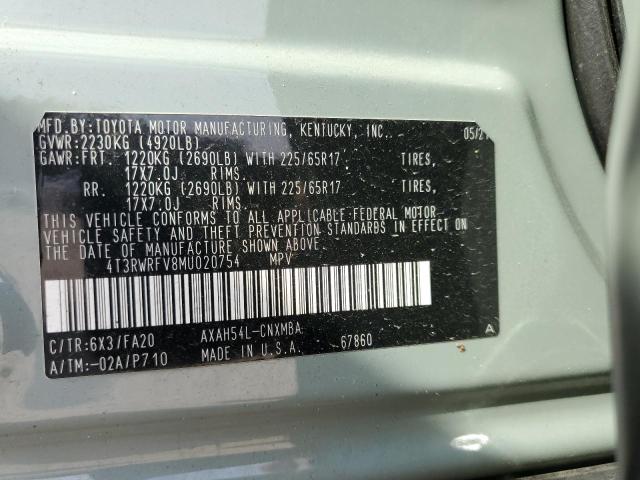 MFD.BY:TOYOTA MOTOR MANUFACTURING, KENTUCKY, INC. 05/21
GVWR:2230KG (4920LB)
GAWR:FRT. 1220KG (2690LB) WITH 225/65R17 TIRES,
17X7.0J RIMS.
RR. 1220KG (2690LB) WITH 225/65R17 TIRES,
17X7.0J RIMS.
THIS VEHICLE CONFORMS TO ALL APPLICABLE FEDERAL MOTOR
VEHICLE SAFETY AND THEFT PREVENTION STANDARDS IN EFFECT ON
THE DATE OF MANUFACTURE SHOWN ABOVE.
4T3RWRFV8MU020754 MPV
C/TR:6X3/FA20 AXAH54L-CNXMBA A
A/TM:-02A/P710 MADE IN U.S.A. 67860